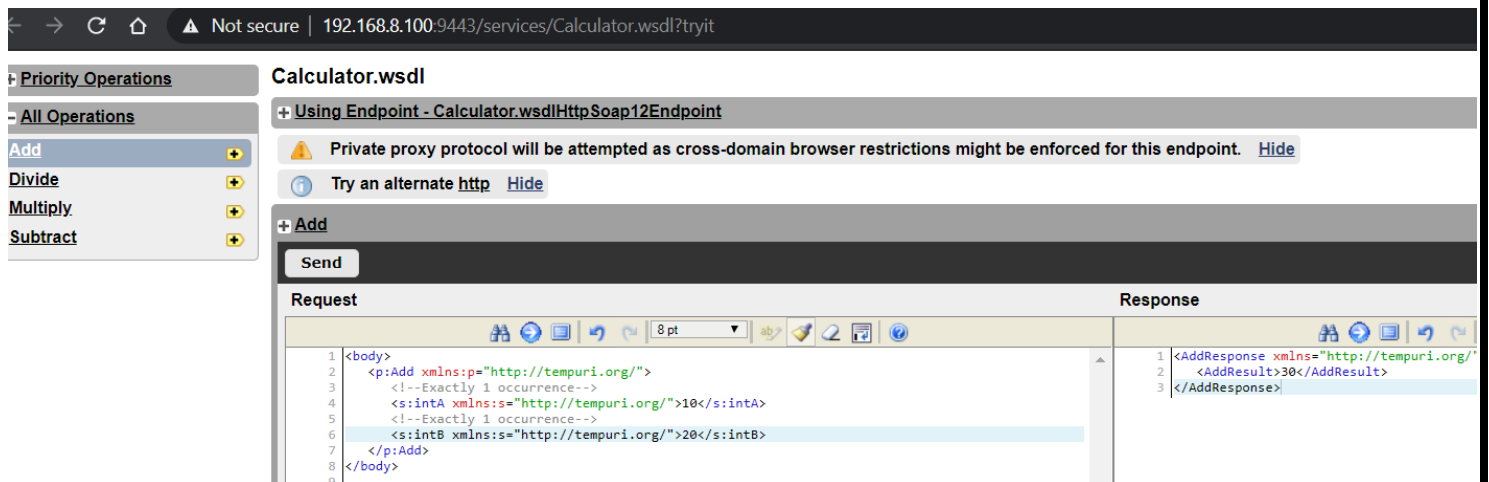 Not secure | 192.168.8.100:9443/services/Calculator.wsdl?tryit
Priority Operations
All Operations
Add
Divide
Multiply
Subtract
Calculator.wsdl
Using Endpoint - Calculator.wsdlHttpSoap12Endpoint
Private proxy protocol will be attempted as cross-domain browser restrictions might be enforced for this endpoint. Hide
Try an alternate http Hide
Add
Send
Request
8 pt
1 <body>
2 <p:Add xmlns:p="http://tempuri.org/">
3 <!--Exactly 1 occurrence-->
4 <s:intA xmlns:s="http://tempuri.org/">10</s:intA>
5 <!--Exactly 1 occurrence-->
6 <s:intB xmlns:s="http://tempuri.org/">20</s:intB>
7 </p:Add>
8 </body>
9
Response
1 <AddResponse xmlns="http://tempuri.org/"
2 <AddResult>30</AddResult>
3 </AddResponse>